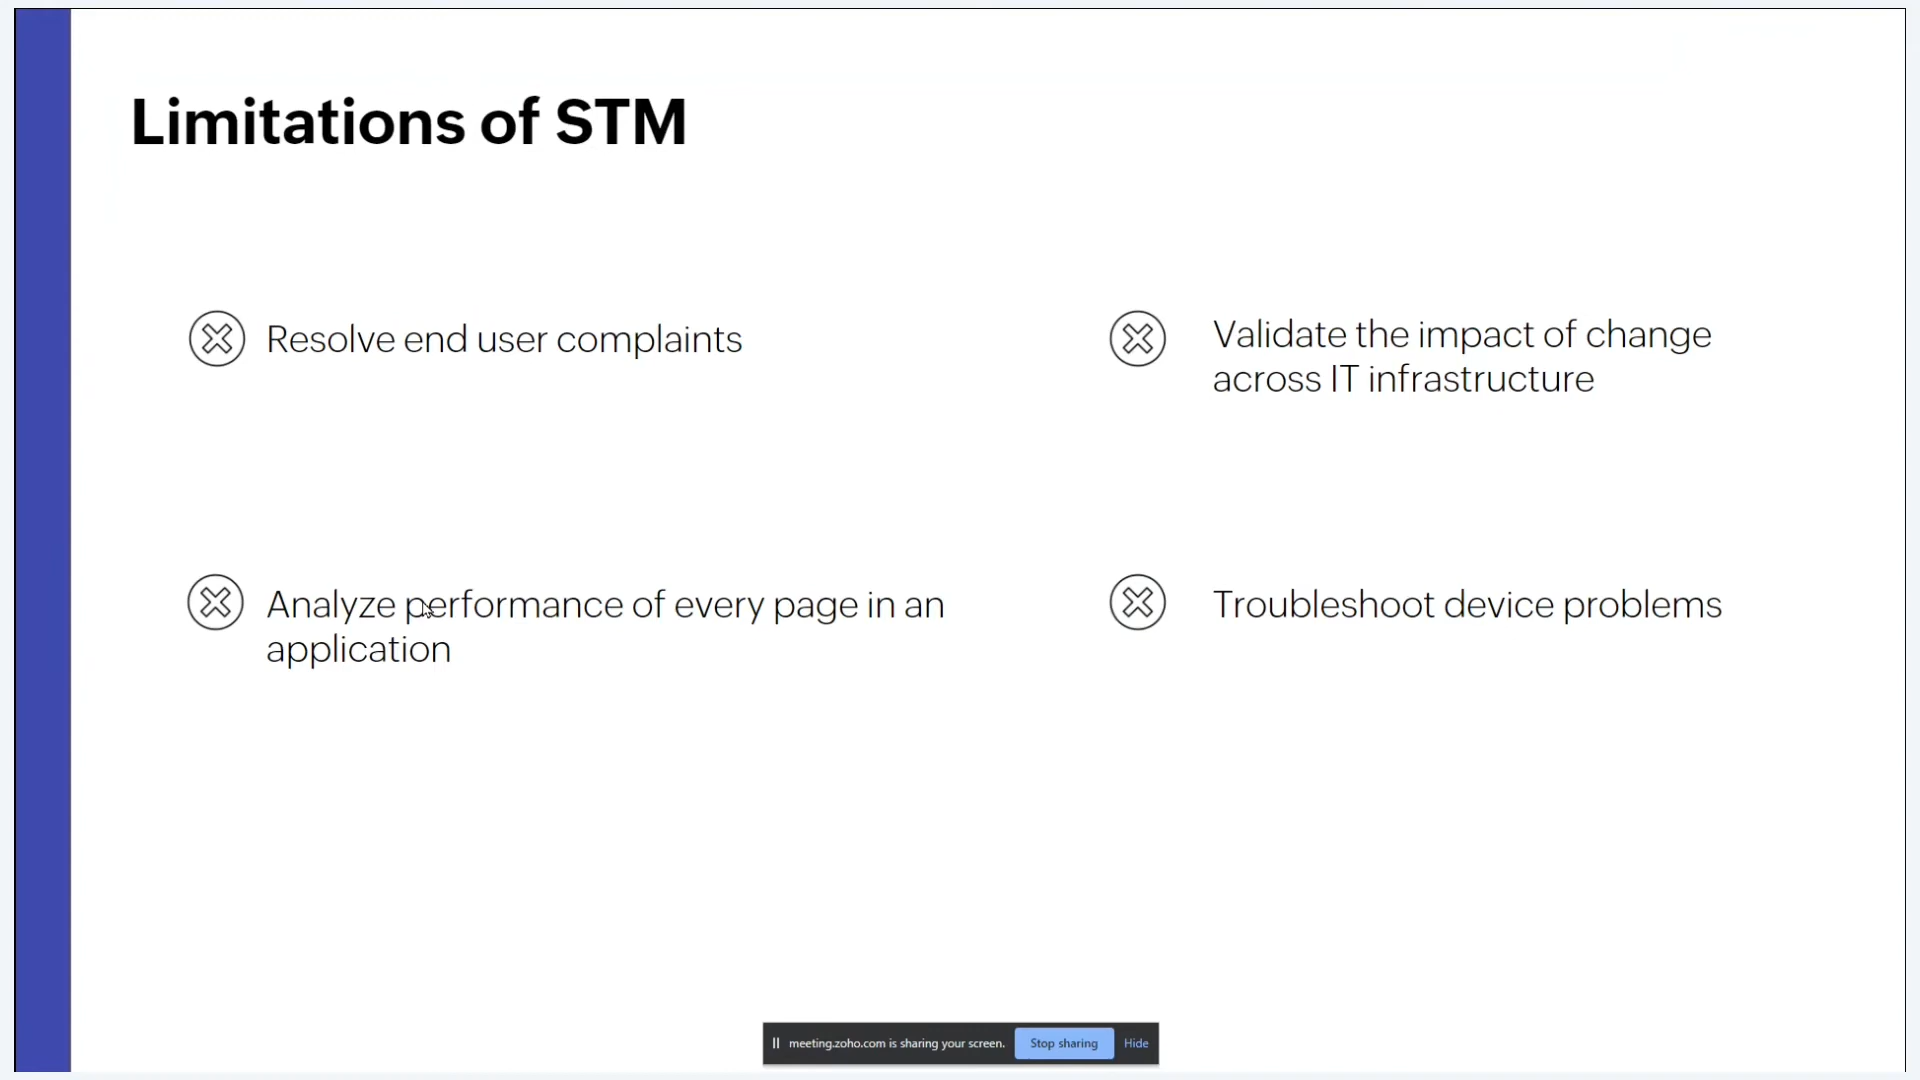 Limitations of STM
Resolve end user complaints
Validate the impact of change
across IT infrastructure
Analyze performance of every page in an
application
Troubleshoot device problems
meeting.zoho.com is sharing your screen.
Stop sharing
Hide